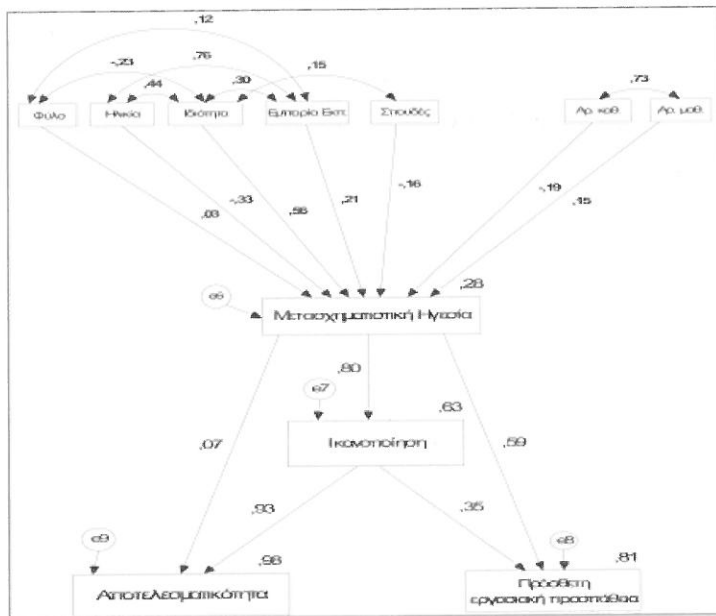 ,12
-,23 ,76 ,15
,44 ,30 ,73
Φυλο Ηλικία Ιδιότητα Εμπειρία Εκπ. Σπουδές Αρ. καθ. Αρ. μαθ.
,03 -,33 ,56 ,21 -,16 -,19 ,15
,28
e6
Μετασχηματιστική Ηγεσία
,80
e7
,63
Ικανοποίηση
,07 ,59
,93 ,35
e9 e8
,98 ,81
Αποτελεσματικότητα
Πρόσθετη
εργασιακή προσπάθεια